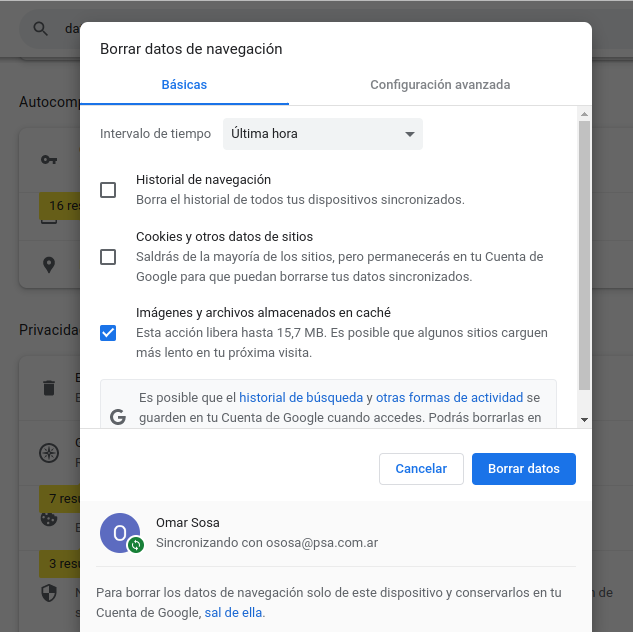 da
Borrar datos de navegación
Básicas
Configuración avanzada
Autocomp
Intervalo de tiempo
Última hora
Historial de navegación
Borra el historial de todos tus dispositivos sincronizados.
16 res
Cookies y otros datos de sitios
Saldrás de la mayoría de los sitios, pero permanecerás en tu Cuenta de
Google para que puedan borrarse tus datos sincronizados.
Imágenes y archivos almacenados en caché
Esta acción libera hasta 15,7 MB. Es posible que algunos sitios carguen
más lento en tu próxima visita.
Privacida
Es posible que el historial de búsqueda y otras formas de actividad se
guarden en tu Cuenta de Google cuando accedes. Podrás borrarlas en
Cancelar
Borrar datos
7 resu
O
Omar Sosa
Sincronizando con ososa@psa.com.ar
3 resu
Para borrar los datos de navegación solo de este dispositivo y conservarlos en tu
Cuenta de Google, sal de ella.
de